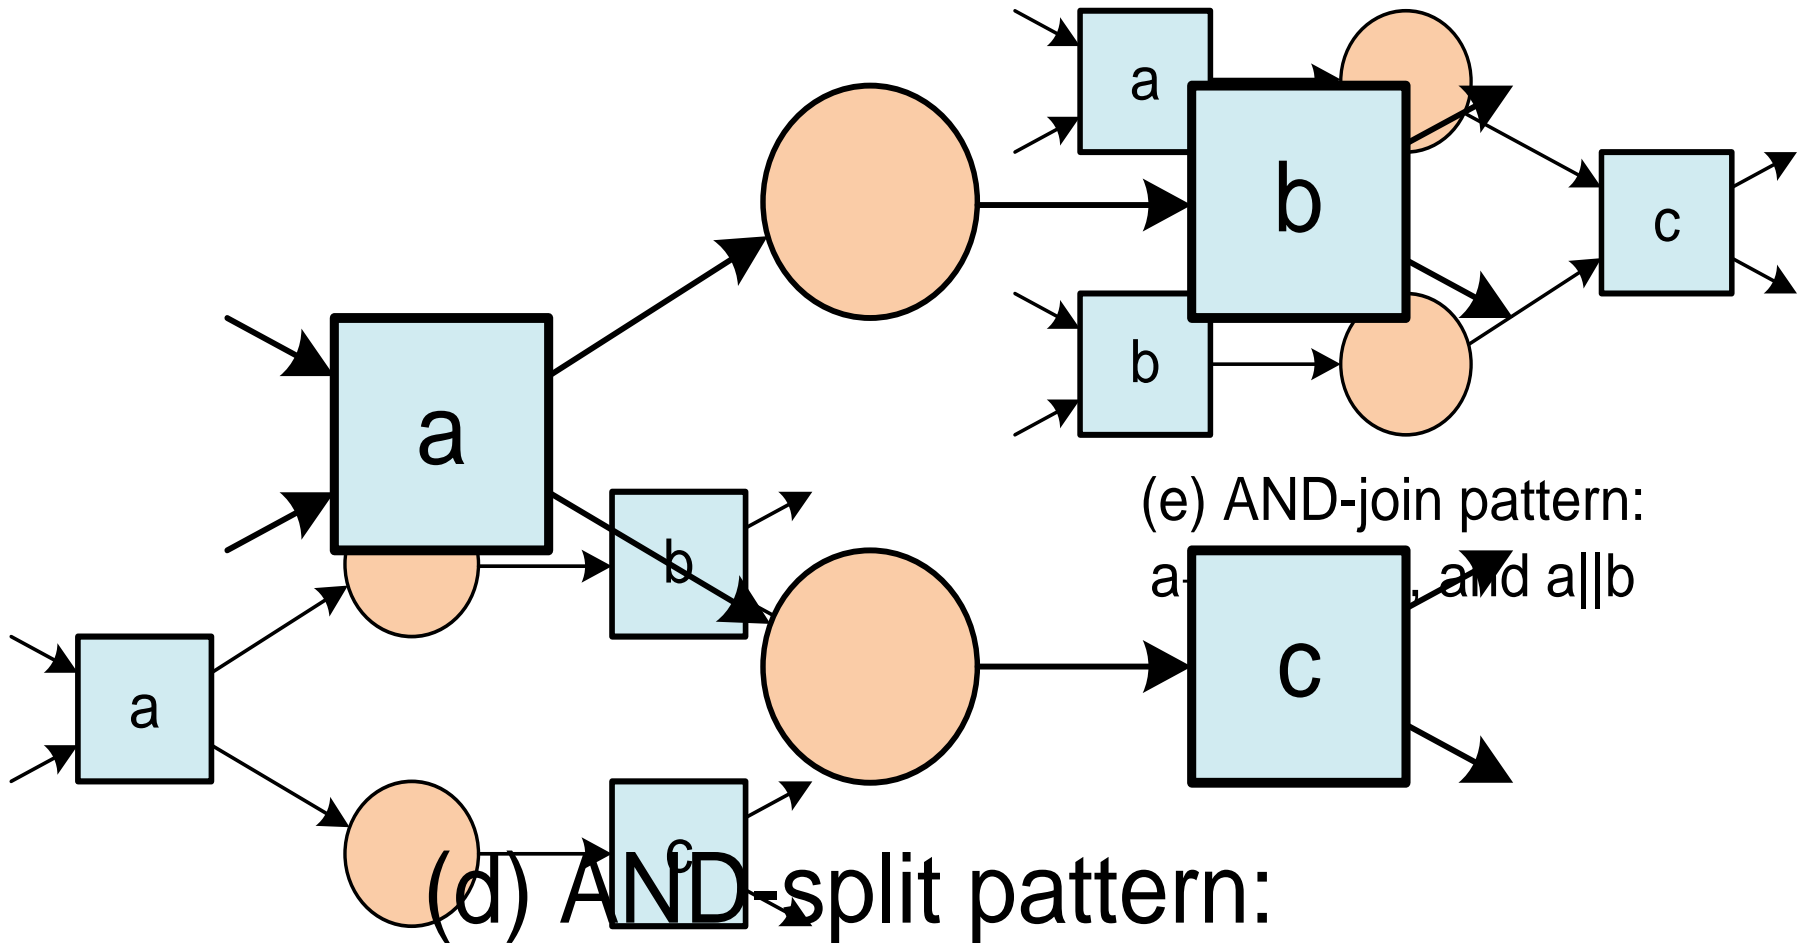 a
b
c
b
a
(e) AND-join pattern:
b
a
, and a||b
c
a
c
(d) AND-split pattern: